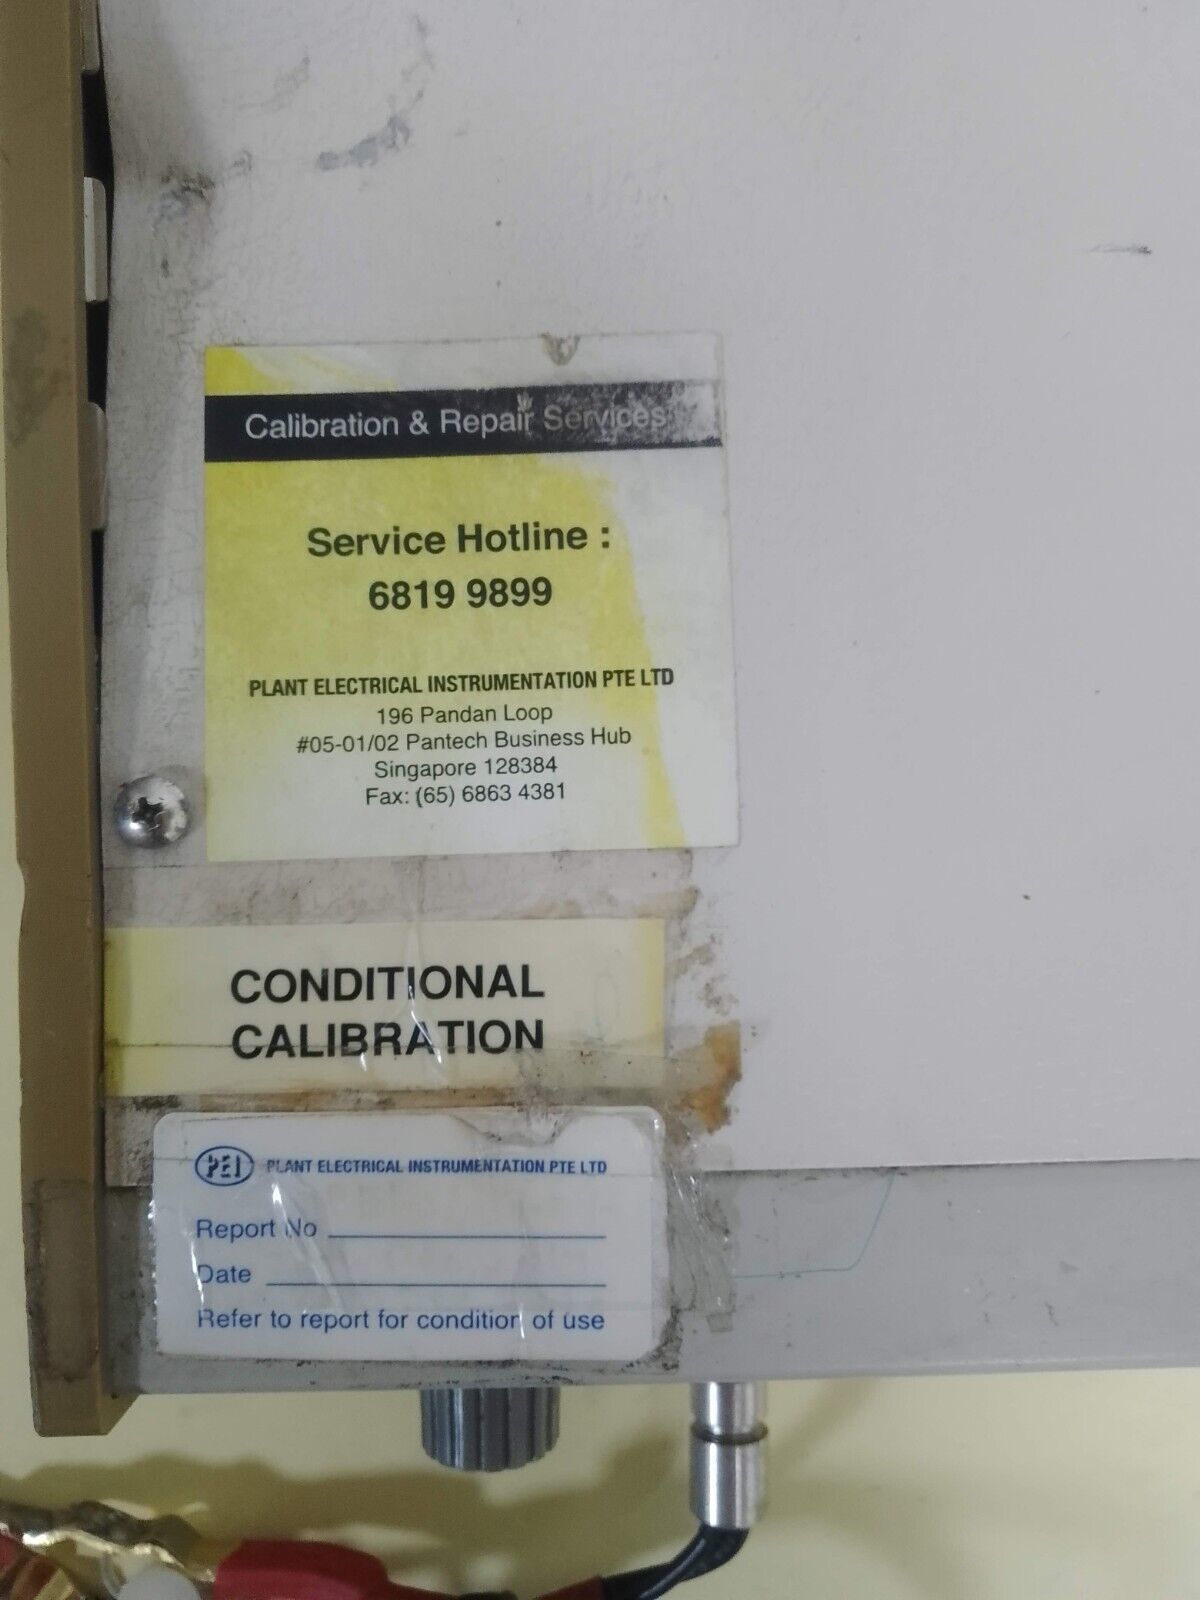 Calibration & Repair Services
Service Hotline :
6819 9899
PLANT ELECTRICAL INSTRUMENTATION PTE LTD
196 Pandan Loop
#05-01/02 Pantech Business Hub
Singapore 128384
Fax: (65) 6863 4381
CONDITIONAL
CALIBRATION
PEI PLANT ELECTRICAL INSTRUMENTATION PTE LTD
Report No
Date
Refer to report for condition of use